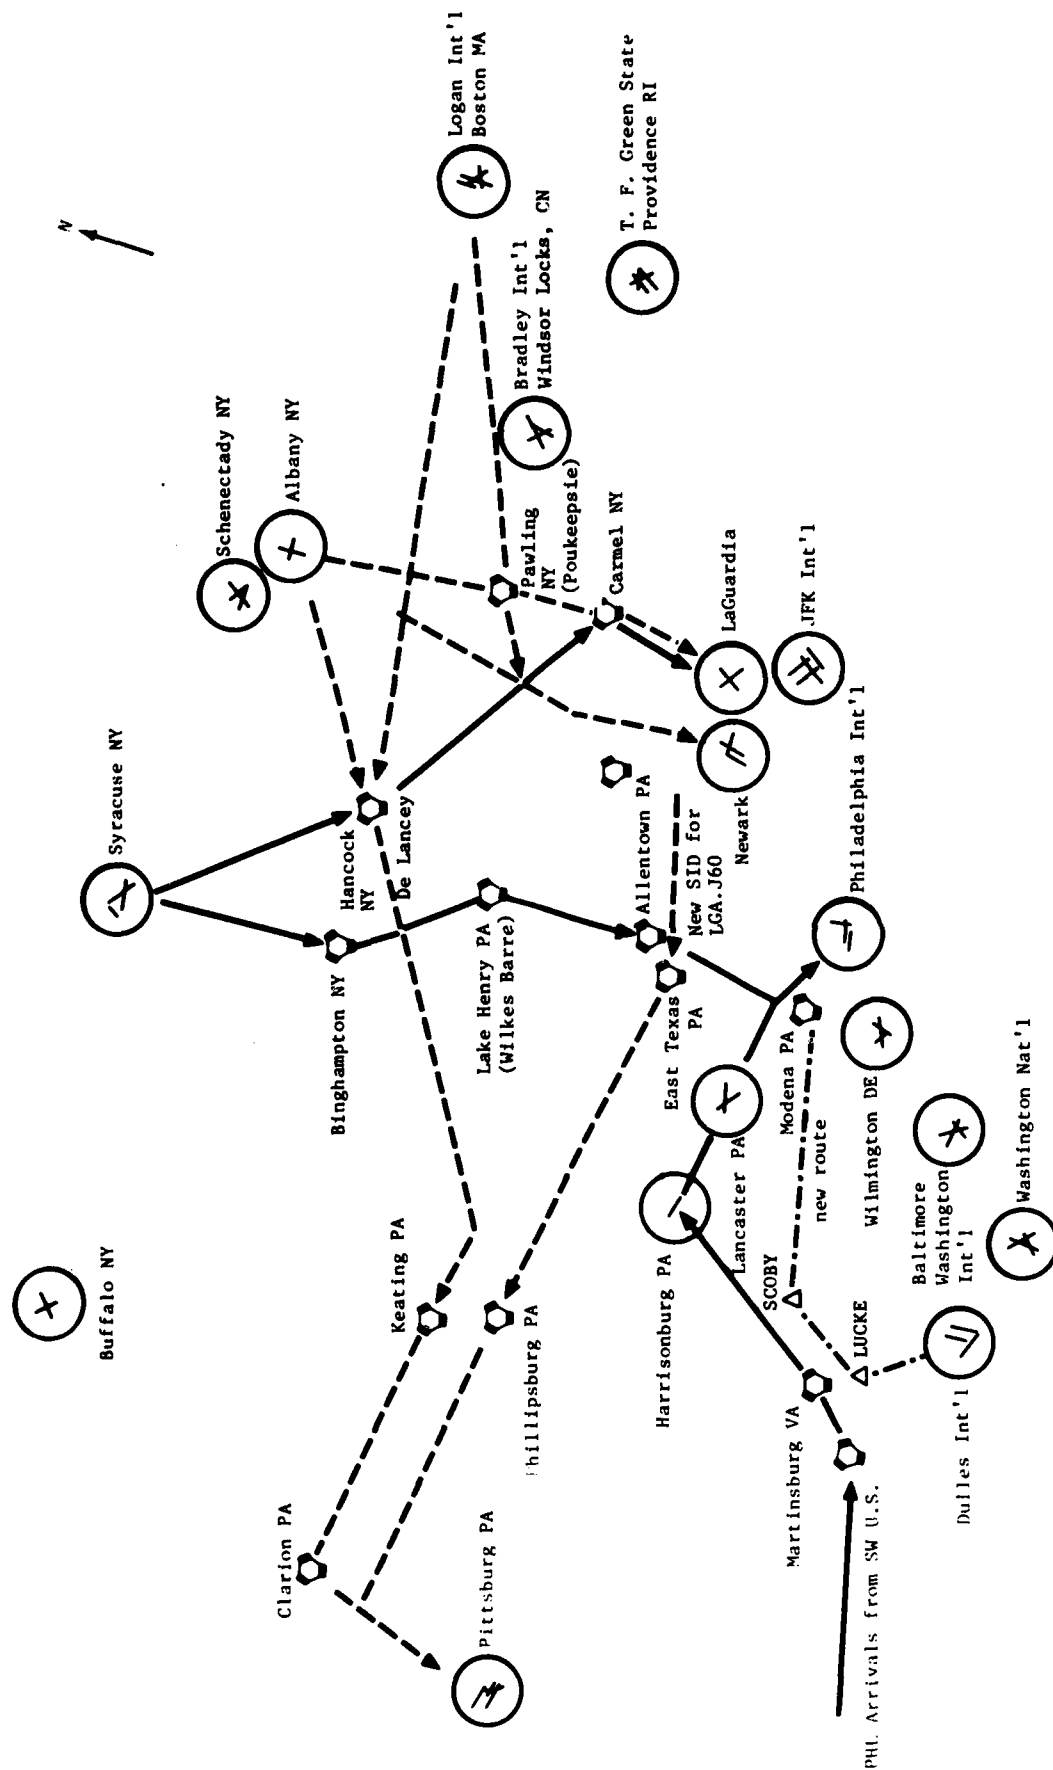 N
Logan Int'l
Boston MA
T. F. Green State
Providence RI
Bradley Int'l
Windsor Locks, CN
Schenectady NY
Albany NY
Pawling
NY
(Poukeepsie)
Carmel NY
LaGuardia
JFK Int'l
Syracuse NY
Hancock
NY
De Lancey
Binghampton NY
Lake Henry PA
(Wilkes Barre)
Allentown PA
New SID for
LGA.J60
Newark
Philadelphia Int'l
East Texas
PA
Modena PA
Wilmington DE
new route
Lancaster PA
Harrisonburg PA
SCOBY
LUCKE
Baltimore
Washington
Int'l
Washington Nat'l
Dulles Int'l
Martinsburg VA
PHL Arrivals from SW U.S.
Buffalo NY
Keating PA
Phillipsburg PA
Clarion PA
Pittsburg PA